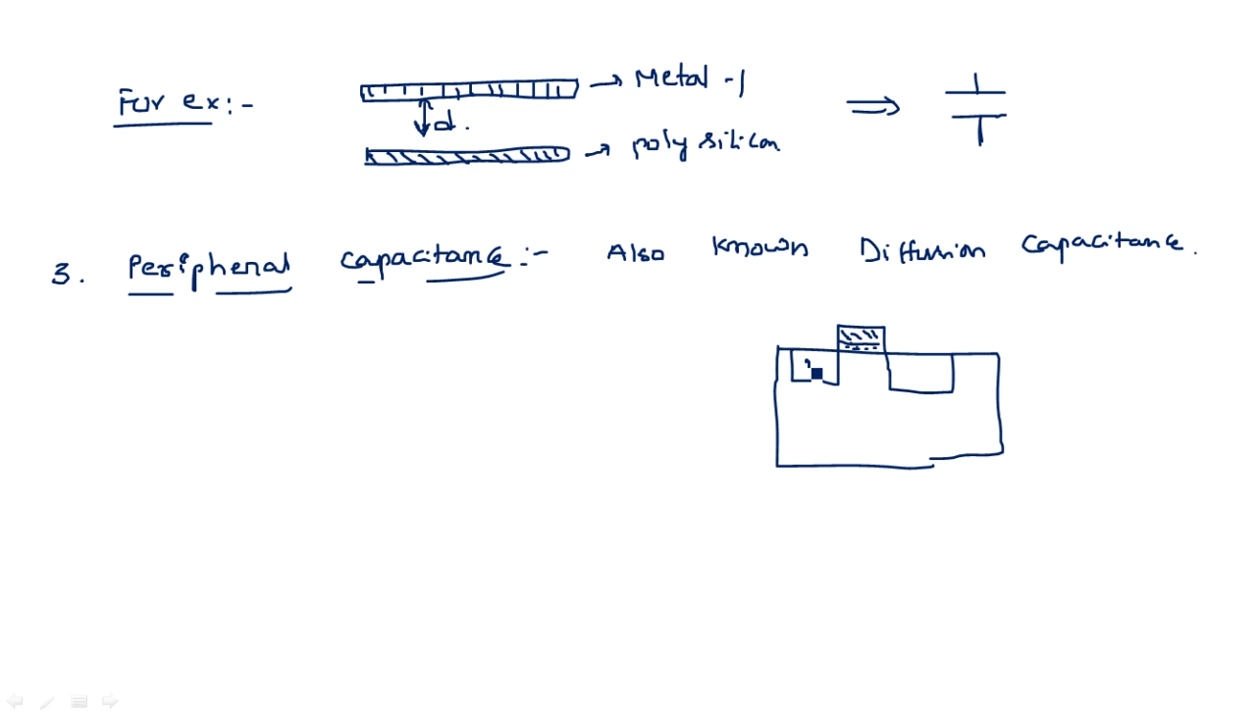 For ex:-
→ Metal-1
d.
→ poly silicon
⇒
3. Peripheral capacitance:- Also known Diffusion capacitance.